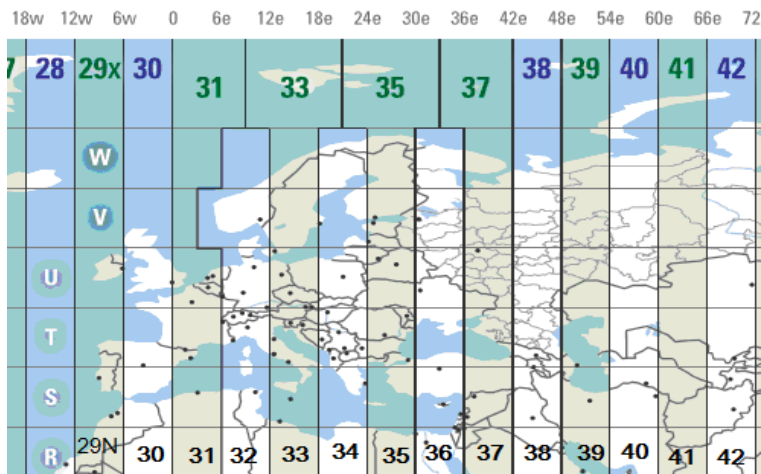 18w 12w 6w 0 6e 12e 18e 24e 30e 36e 42e 48e 54e 60e 66e 72
7 28 29x 30 31 33 35 37 38 39 40 41 42
W
V
U
T
S
R 29N 30 31 32 33 34 35 36 37 38 39 40 41 42